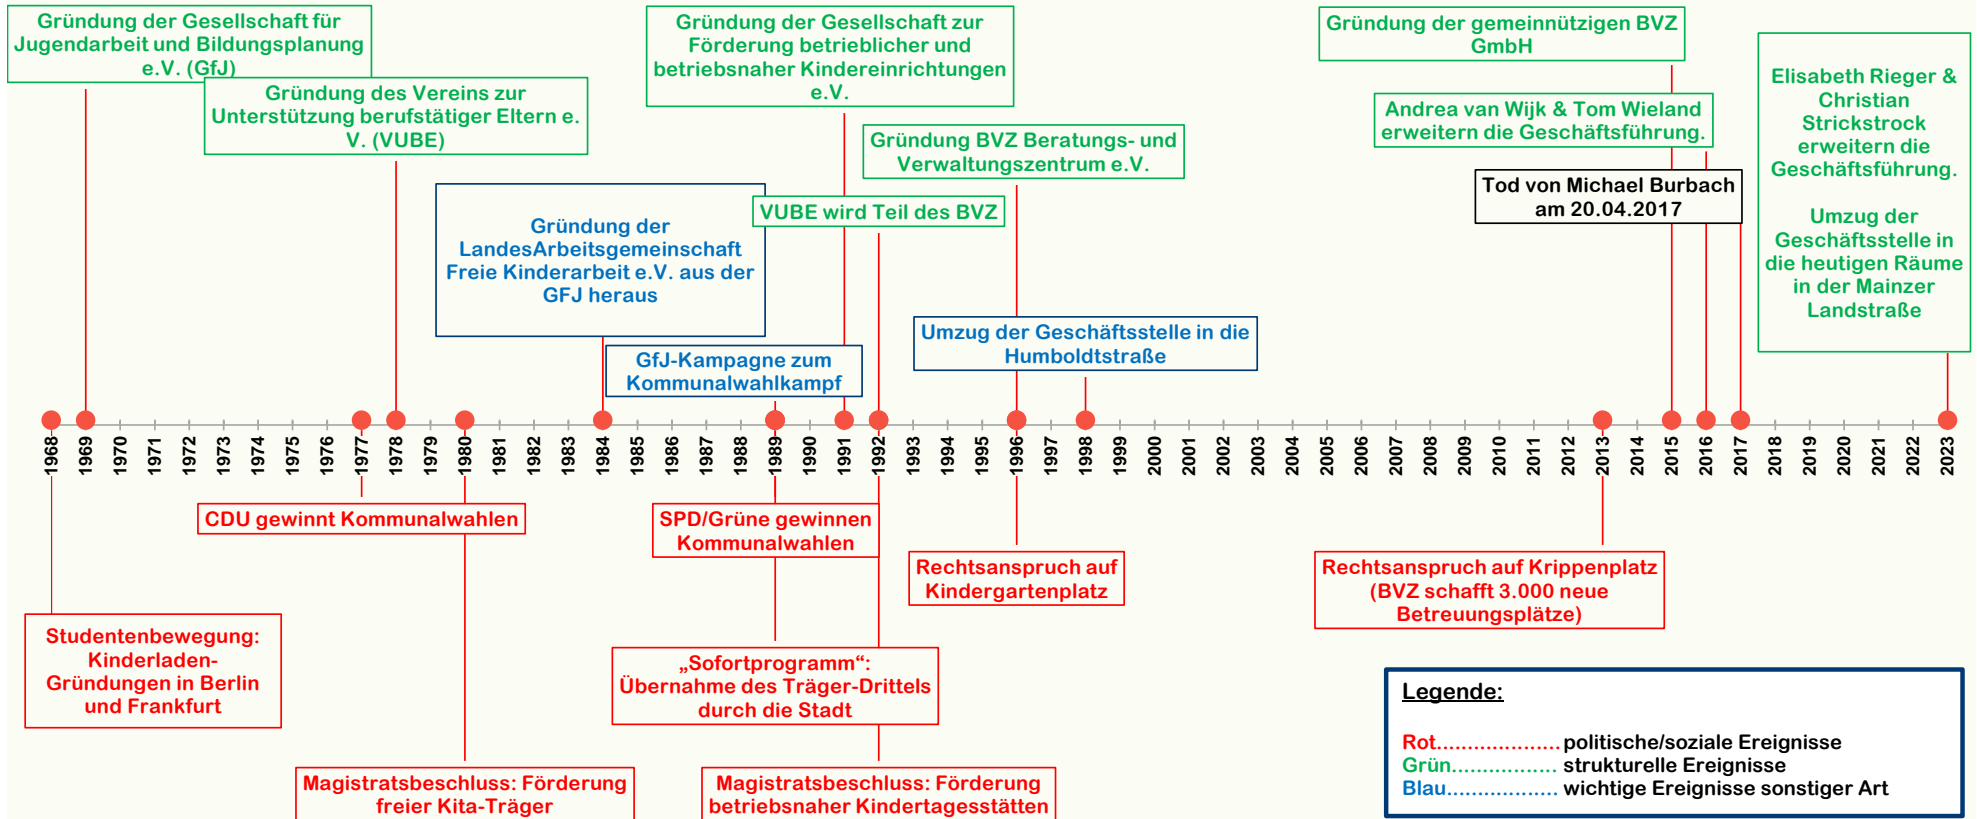 Gründung der Gesellschaft für
Jugendarbeit und Bildungsplanung
e.V. (GfJ)
Gründung des Vereins zur
Unterstützung berufstätiger Eltern e.
V. (VUBE)
Gründung der
LandesArbeitsgemeinschaft
Freie Kinderarbeit e.V. aus der
GFJ heraus
GfJ-Kampagne zum
Kommunalwahlkampf
Gründung der Gesellschaft zur
Förderung betrieblicher und
betriebsnaher Kindereinrichtungen
e.V.
VUBE wird Teil des BVZ
Gründung BVZ Beratungs- und
Verwaltungszentrum e.V.
Umzug der Geschäftsstelle in die
Humboldtstraße
Gründung der gemeinnützigen BVZ
GmbH
Andrea van Wijk & Tom Wieland
erweitern die Geschäftsführung.
Tod von Michael Burbach
am 20.04.2017
Elisabeth Rieger &
Christian
Strickstrock
erweitern die
Geschäftsführung.
Umzug der
Geschäftsstelle in
die heutigen Räume
in der Mainzer
Landstraße
1968
1969
1970
1971
1972
1973
1974
1975
1976
1977
1978
1979
1980
1981
1982
1983
1984
1985
1986
1987
1988
1989
1990
1991
1992
1993
1994
1995
1996
1997
1998
1999
2000
2001
2002
2003
2004
2005
2006
2007
2008
2009
2010
2011
2012
2013
2014
2015
2016
2017
2018
2019
2020
2021
2022
2023
Studentenbewegung:
Kinderladen-
Gründungen in Berlin
und Frankfurt
CDU gewinnt Kommunalwahlen
Magistratsbeschluss: Förderung
freier Kita-Träger
SPD/Grüne gewinnen
Kommunalwahlen
„Sofortprogramm“:
Übernahme des Träger-Drittels
durch die Stadt
Magistratsbeschluss: Förderung
betriebsnaher Kindertagesstätten
Rechtsanspruch auf
Kindergartenplatz
Rechtsanspruch auf Krippenplatz
(BVZ schafft 3.000 neue
Betreuungsplätze)
Legende:
Rot.................... politische/soziale Ereignisse
Grün................. strukturelle Ereignisse
Blau.................. wichtige Ereignisse sonstiger Art